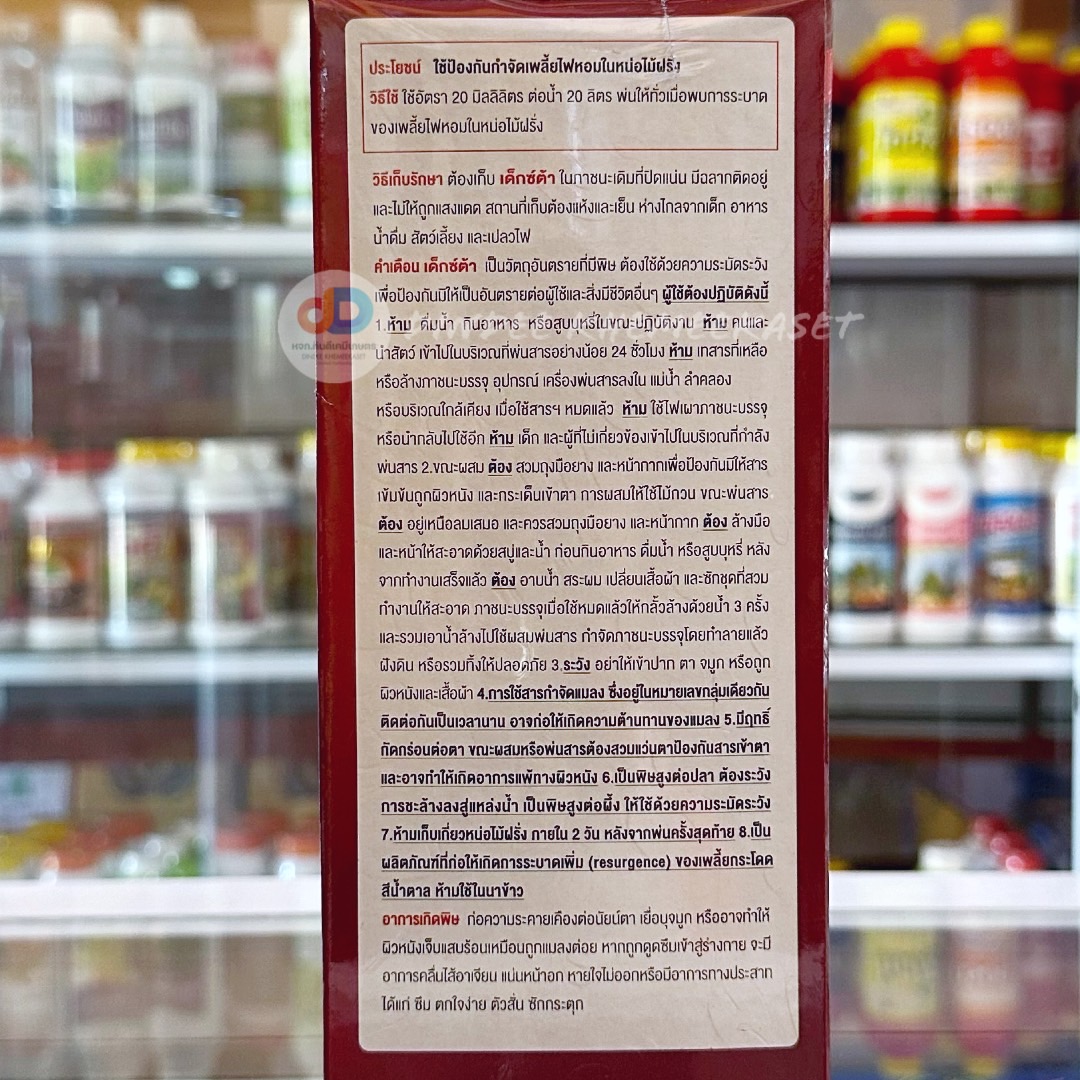 ประโยชน์ ใช้ป้องกันกำจัดเพลี้ยไฟหอมในหน่อไม้ฝรั่ง
วิธีใช้ ใช้อัตรา 20 มิลลิลิตร ต่อน้ำ 20 ลิตร พ่นให้ทั่วเมื่อพบการระบาด
ของเพลี้ยไฟหอมในหน่อไม้ฝรั่ง
วิธีเก็บรักษา ต้องเก็บ เด็กซ์ต้า ในภาชนะเดิมที่ปิดแน่น มีฉลากติดอยู่
และไม่ให้ถูกแสงแดด สถานที่เก็บต้องแห้งและเย็น ห่างไกลจากเด็ก อาหาร
น้ำดื่ม สัตว์เลี้ยง และเปลวไฟ
คำเตือน เด็กซ์ต้า เป็นวัตถุอันตรายที่มีพิษ ต้องใช้ด้วยความระมัดระวัง
เพื่อป้องกันมิให้เป็นอันตรายต่อผู้ใช้และสิ่งมีชีวิตอื่นๆ ผู้ใช้ต้องปฏิบัติดังนี้
1.ห้าม ดื่มน้ำ กินอาหาร หรือสูบบุหรี่ในขณะปฏิบัติงาน ห้าม คนและ
นำสัตว์ เข้าไปในบริเวณที่พ่นสารอย่างน้อย 24 ชั่วโมง ห้าม เทสารที่เหลือ
หรือล้างภาชนะบรรจุ อุปกรณ์ เครื่องพ่นสารลงใน แม่น้ำ ลำคลอง
หรือบริเวณใกล้เคียง เมื่อใช้สารฯ หมดแล้ว ห้าม ใช้ไฟเผาภาชนะบรรจุ
หรือนำกลับไปใช้อีก ห้าม เด็ก และผู้ที่ไม่เกี่ยวข้องเข้าไปในบริเวณที่กำลัง
พ่นสาร 2.ขณะผสม ต้อง สวมถุงมือยาง และหน้ากากเพื่อป้องกันมิให้สาร
เข้มข้นถูกผิวหนัง และกระเด็นเข้าตา การผสมให้ใช้ไม้กวน ขณะพ่นสาร
ต้อง อยู่เหนือลมเสมอ และควรสวมถุงมือยาง และหน้ากาก ต้อง ล้างมือ
และหน้าให้สะอาดด้วยสบู่และน้ำ ก่อนกินอาหาร ดื่มน้ำ หรือสูบบุหรี่ หลัง
จากทำงานเสร็จแล้ว ต้อง อาบน้ำ สระผม เปลี่ยนเสื้อผ้า และซักชุดที่สวม
ทำงานให้สะอาด ภาชนะบรรจุเมื่อใช้หมดแล้วให้กลั้วล้างด้วยน้ำ 3 ครั้ง
และรวมเอาน้ำล้างไปใช้ผสมพ่นสาร กำจัดภาชนะบรรจุโดยทำลายแล้ว
ฝังดิน หรือรวมทิ้งให้ปลอดภัย 3.ระวัง อย่าให้เข้าปาก ตา จมูก หรือถูก
ผิวหนังและเสื้อผ้า 4.การใช้สารกำจัดแมลง ซึ่งอยู่ในหมายเลขกลุ่มเดียวกัน
ติดต่อกันเป็นเวลานาน อาจก่อให้เกิดความต้านทานของแมลง 5.มีฤทธิ์
กัดกร่อนต่อตา ขณะผสมหรือพ่นสารต้องสวมแว่นตาป้องกันสารเข้าตา
และอาจทำให้เกิดอาการแพ้ทางผิวหนัง 6.เป็นพิษสูงต่อปลา ต้องระวัง
การชะล้างลงสู่แหล่งน้ำ เป็นพิษสูงต่อผึ้ง ให้ใช้ด้วยความระมัดระวัง
7.ห้ามเก็บเกี่ยวหน่อไม้ฝรั่ง ภายใน 2 วัน หลังจากพ่นครั้งสุดท้าย 8.เป็น
ผลิตภัณฑ์ที่ก่อให้เกิดการระบาดเพิ่ม (resurgence) ของเพลี้ยกระโดด
สีน้ำตาล ห้ามใช้ในนาข้าว
อาการเกิดพิษ ก่อความระคายเคืองต่อนัยน์ตา เยื่อบุจมูก หรืออาจทำให้
ผิวหนังเจ็บแสบร้อนเหมือนถูกแมลงต่อย หากถูกดูดซึมเข้าสู่ร่างกาย จะมี
อาการคลื่นไส้อาเจียน แน่นหน้าอก หายใจไม่ออกหรือมีอาการทางประสาท
ได้แก่ ซึม ตกใจง่าย ตัวสั่น ชักกระตุก